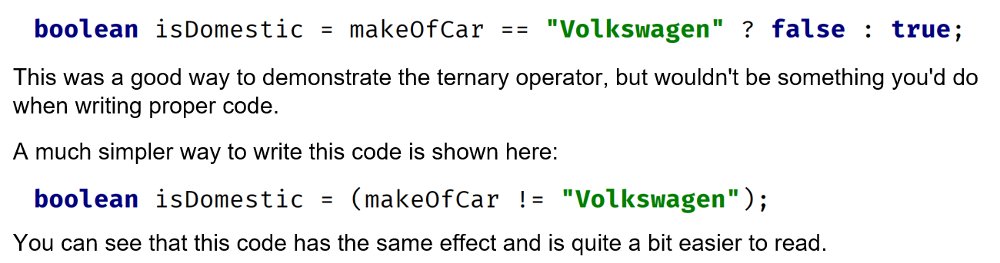 boolean isDomestic = makeOfCar == "Volkswagen" ? false : true;
This was a good way to demonstrate the ternary operator, but wouldn't be something you'd do
when writing proper code.
A much simpler way to write this code is shown here:
boolean isDomestic = (makeOfCar != "Volkswagen");
You can see that this code has the same effect and is quite a bit easier to read.